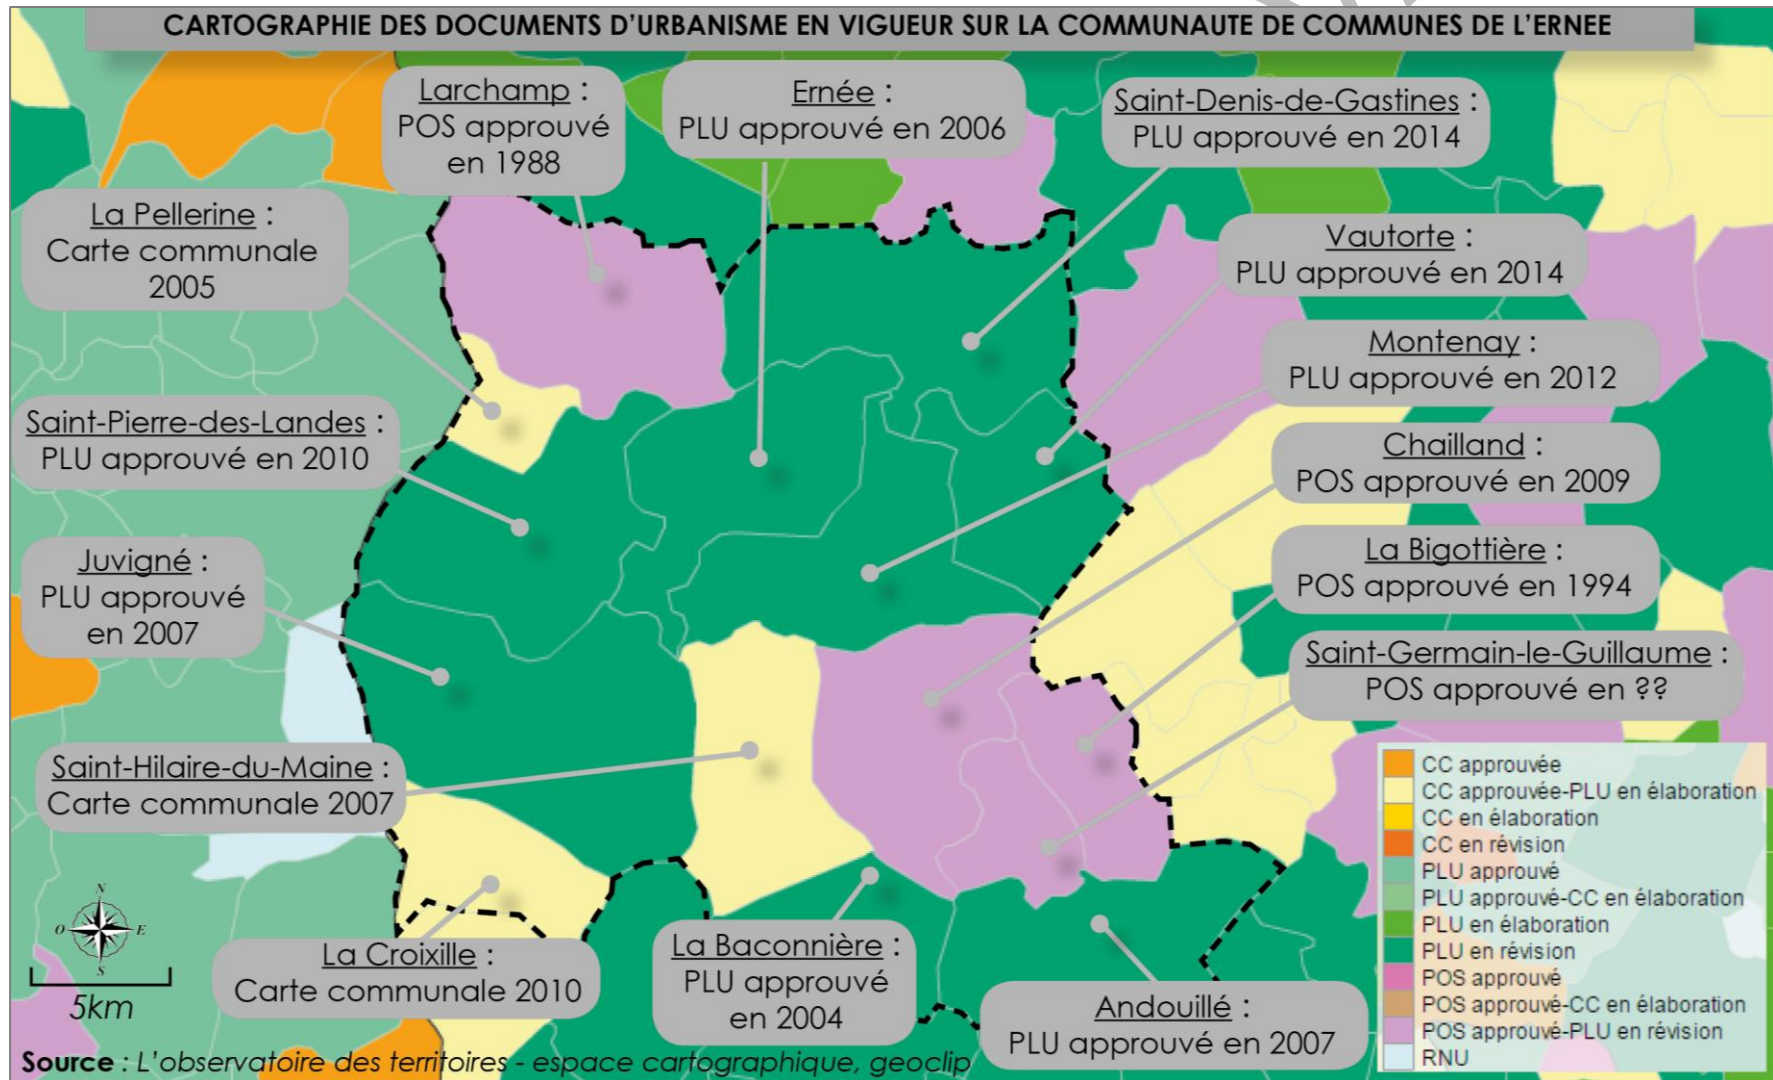 CARTOGRAPHIE DES DOCUMENTS D'URBANISME EN VIGUEUR SUR LA COMMUNAUTE DE COMMUNES DE L'ERNEE
Larchamp :
POS approuvé
en 1988
Ernée :
PLU approuvé en 2006
Saint-Denis-de-Gastines :
PLU approuvé en 2014
La Pellerine :
Carte communale
2005
Vautorte :
PLU approuvé en 2014
Montenay :
PLU approuvé en 2012
Saint-Pierre-des-Landes :
PLU approuvé en 2010
Chailland :
POS approuvé en 2009
Juvigné :
PLU approuvé
en 2007
La Bigottière :
POS approuvé en 1994
Saint-Germain-le-Guillaume :
POS approuvé en ??
Saint-Hilaire-du-Maine :
Carte communale 2007
La Croixille :
Carte communale 2010
La Baconnière :
PLU approuvé
en 2004
Andouillé :
PLU approuvé en 2007
CC approuvée
CC approuvée-PLU en élaboration
CC en élaboration
CC en révision
PLU approuvé
PLU approuvé-CC en élaboration
PLU en élaboration
PLU en révision
POS approuvé
POS approuvé-CC en élaboration
POS approuvé-PLU en révision
RNU
N
O
E
S
5km
Source : L'observatoire des territoires - espace cartographique, geoclip